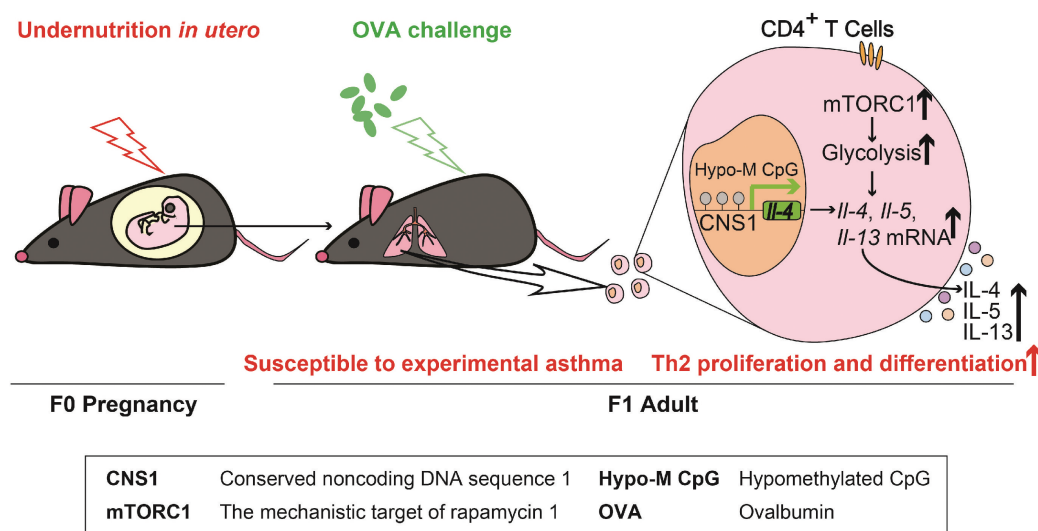 Undernutrition in utero
OVA challenge
CD4+ T Cells
mTORC1
Glycolysis
Hypo-M CpG
CNS1
Il-4
Il-4, Il-5,
Il-13 mRNA
IL-4
IL-5
IL-13
Susceptible to experimental asthma
Th2 proliferation and differentiation
F0 Pregnancy
F1 Adult
CNS1 Conserved noncoding DNA sequence 1 Hypo-M CpG Hypomethylated CpG
mTORC1 The mechanistic target of rapamycin 1 OVA Ovalbumin